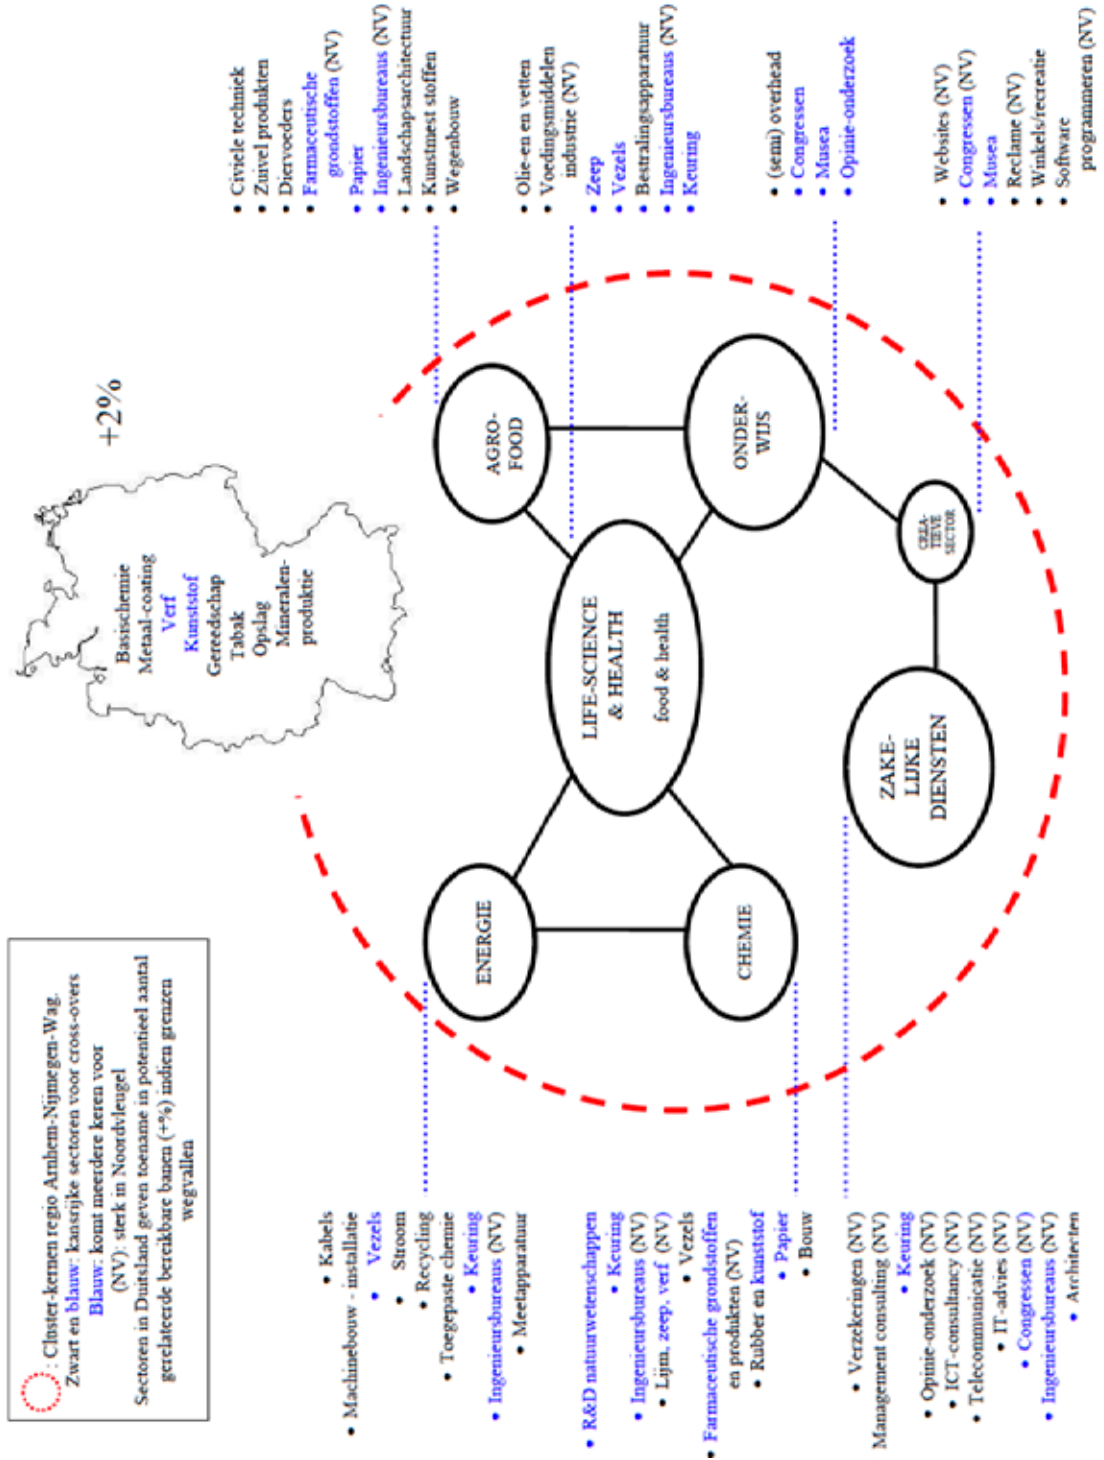 : Cluster-kernen regio Arnhem-Nijmegen-Wag.
Zwart en blauw: kansrijke sectoren voor cross-overs
Blauw: komt meerdere keren voor
(NV): sterk in Noordvleugel
Sectoren in Duitsland geven toename in potentieel aantal
gerelateerde bereikbare banen (+%) indien grenzen
wegvallen
Basischemie
Metaal-coating
Verf
Kunststof
Gereedschap
Tabak
Opslag
Mineralen-
produktie
+2%
• Civiele techniek
• Zuivel produkten
• Diervoeders
• Farmaceutische
grondstoffen (NV)
• Papier
• Ingenieursbureaus (NV)
• Landschapsarchitectuur
• Kunstmest stoffen
• Wegenbouw
• Olie-en vetten
• Voedingsmiddelen
industrie (NV)
• Zeep
• Vezels
• Bestralingsapparatuur
• Ingenieursbureaus (NV)
• Keuring
• (semi) overhead
• Congressen
• Musea
• Opinie-onderzoek
• Websites (NV)
• Congressen (NV)
• Musea
• Reclame (NV)
• Winkels/recreatie
• Software
programmeren (NV)
AGRO-
FOOD
ONDER-
WIJS
CREA-
TIEVE
SECTOR
LIFE-SCIENCE
& HEALTH
food & health
ZAKE-
LIJKE
DIENSTEN
ENERGIE
CHEMIE
• Kabels
• Machinebouw - installatie
• Vezels
• Stroom
• Recycling
• Toegepaste chemie
• Keuring
• Ingenieursbureaus (NV)
• Meetapparatuur
• R&D natuurwetenschappen
• Keuring
• Ingenieursbureaus (NV)
• Lijm, zeep, verf (NV)
• Vezels
• Farmaceutische grondstoffen
en produkten (NV)
• Rubber en kunststof
• Papier
• Bouw
• Verzekering (NV)
Management consulting (NV)
• Keuring
• Opinie-onderzoek (NV)
• ICT-consultancy (NV)
• Telecommunicatie (NV)
• IT-advies (NV)
• Congressen (NV)
• Ingenieursbureaus (NV)
• Architecten